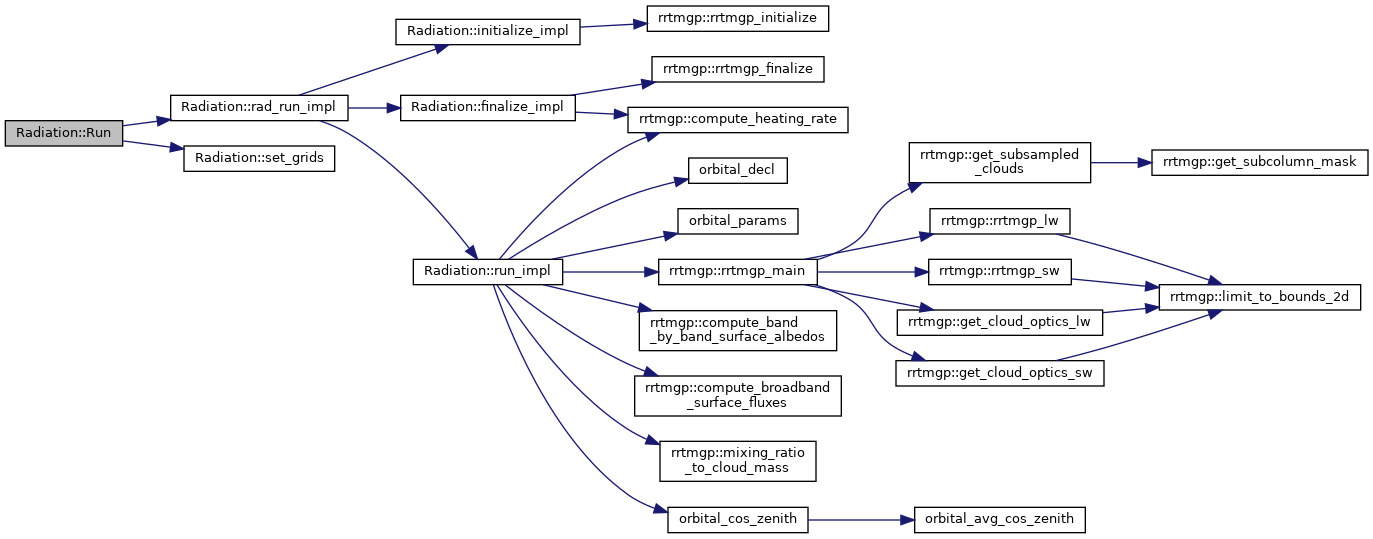 Radiation::Run
Radiation::rad_run_impl
Radiation::set_grids
Radiation::initialize_impl
Radiation::finalize_impl
Radiation::run_impl
rrtmgp::rrtmgp_initialize
rrtmgp::rrtmgp_finalize
rrtmgp::compute_heating_rate
orbital_decl
orbital_params
rrtmgp::rrtmgp_main
rrtmgp::compute_band
_by_band_surface_albedos
rrtmgp::compute_broadband
_surface_fluxes
rrtmgp::mixing_ratio
_to_cloud_mass
orbital_cos_zenith
rrtmgp::get_subsampled
_clouds
rrtmgp::rrtmgp_lw
rrtmgp::rrtmgp_sw
rrtmgp::get_cloud_optics_lw
rrtmgp::get_cloud_optics_sw
orbital_avg_cos_zenith
rrtmgp::get_subcolumn_mask
rrtmgp::limit_to_bounds_2d